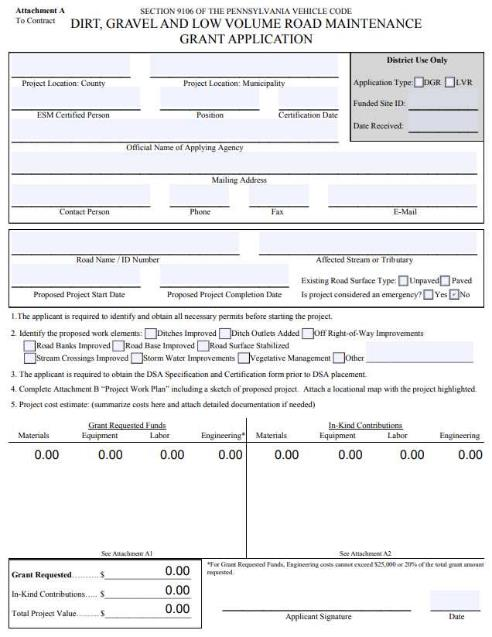 Attachment A
To Contract
SECTION 9106 OF THE PENNSYLVANIA VEHICLE CODE
DIRT, GRAVEL AND LOW VOLUME ROAD MAINTENANCE
GRANT APPLICATION
District Use Only
Project Location: County Project Location: Municipality
Application Type: DGR LVR
Funded Site ID:
ESM Certified Person Position Certification Date
Date Received:
Official Name of Applying Agency
Mailing Address
Contact Person Phone Fax E-Mail
Road Name / ID Number Affected Stream or Tributary
Existing Road Surface Type: Unpaved Paved
Proposed Project Start Date Proposed Project Completion Date Is project considered an emergency? Yes No
1.The applicant is required to identify and obtain all necessary permits before starting the project.
2. Identify the proposed work elements: Ditches Improved Ditch Outlets Added Off Right-of-Way Improvements
Road Banks Improved Road Base Improved Road Surface Stabilized
Stream Crossings Improved Storm Water Improvements Vegetative Management Other
3. The applicant is required to obtain the DSA Specification and Certification form prior to DSA placement.
4. Complete Attachment B “Project Work Plan” including a sketch of proposed project. Attach a locational map with the project highlighted.
5. Project cost estimate: (summarize costs here and attach detailed documentation if needed)
Grant Requested Funds In-Kind Contributions
Materials Equipment Labor Engineering* Materials Equipment Labor Engineering
0.00 0.00 0.00 0.00 0.00 0.00 0.00 0.00
See Attachment A1 See Attachment A2
*For Grant Requested Funds, Engineering costs cannot exceed $25,000 or 20% of the total grant amount
requested.
Grant Requested.......... $ 0.00
In-Kind Contributions..... $ 0.00
Total Project Value........ $ 0.00
Applicant Signature Date